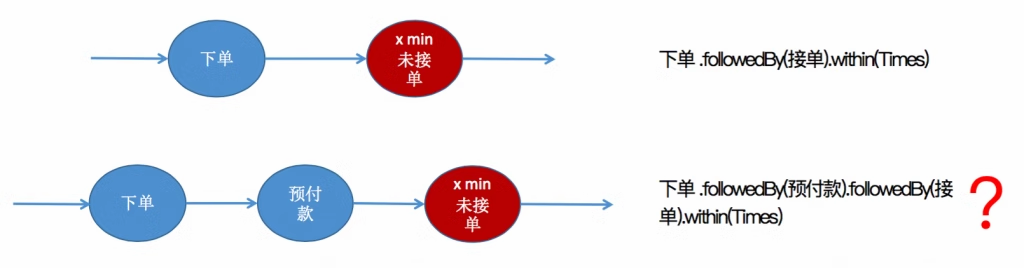 下单
x min
未接
单
下单 .followedBy(接单).within(Times)
下单
预付
款
x min
未接
单
下单 .followedBy(预付款).followedBy(接
单).within(Times)
?